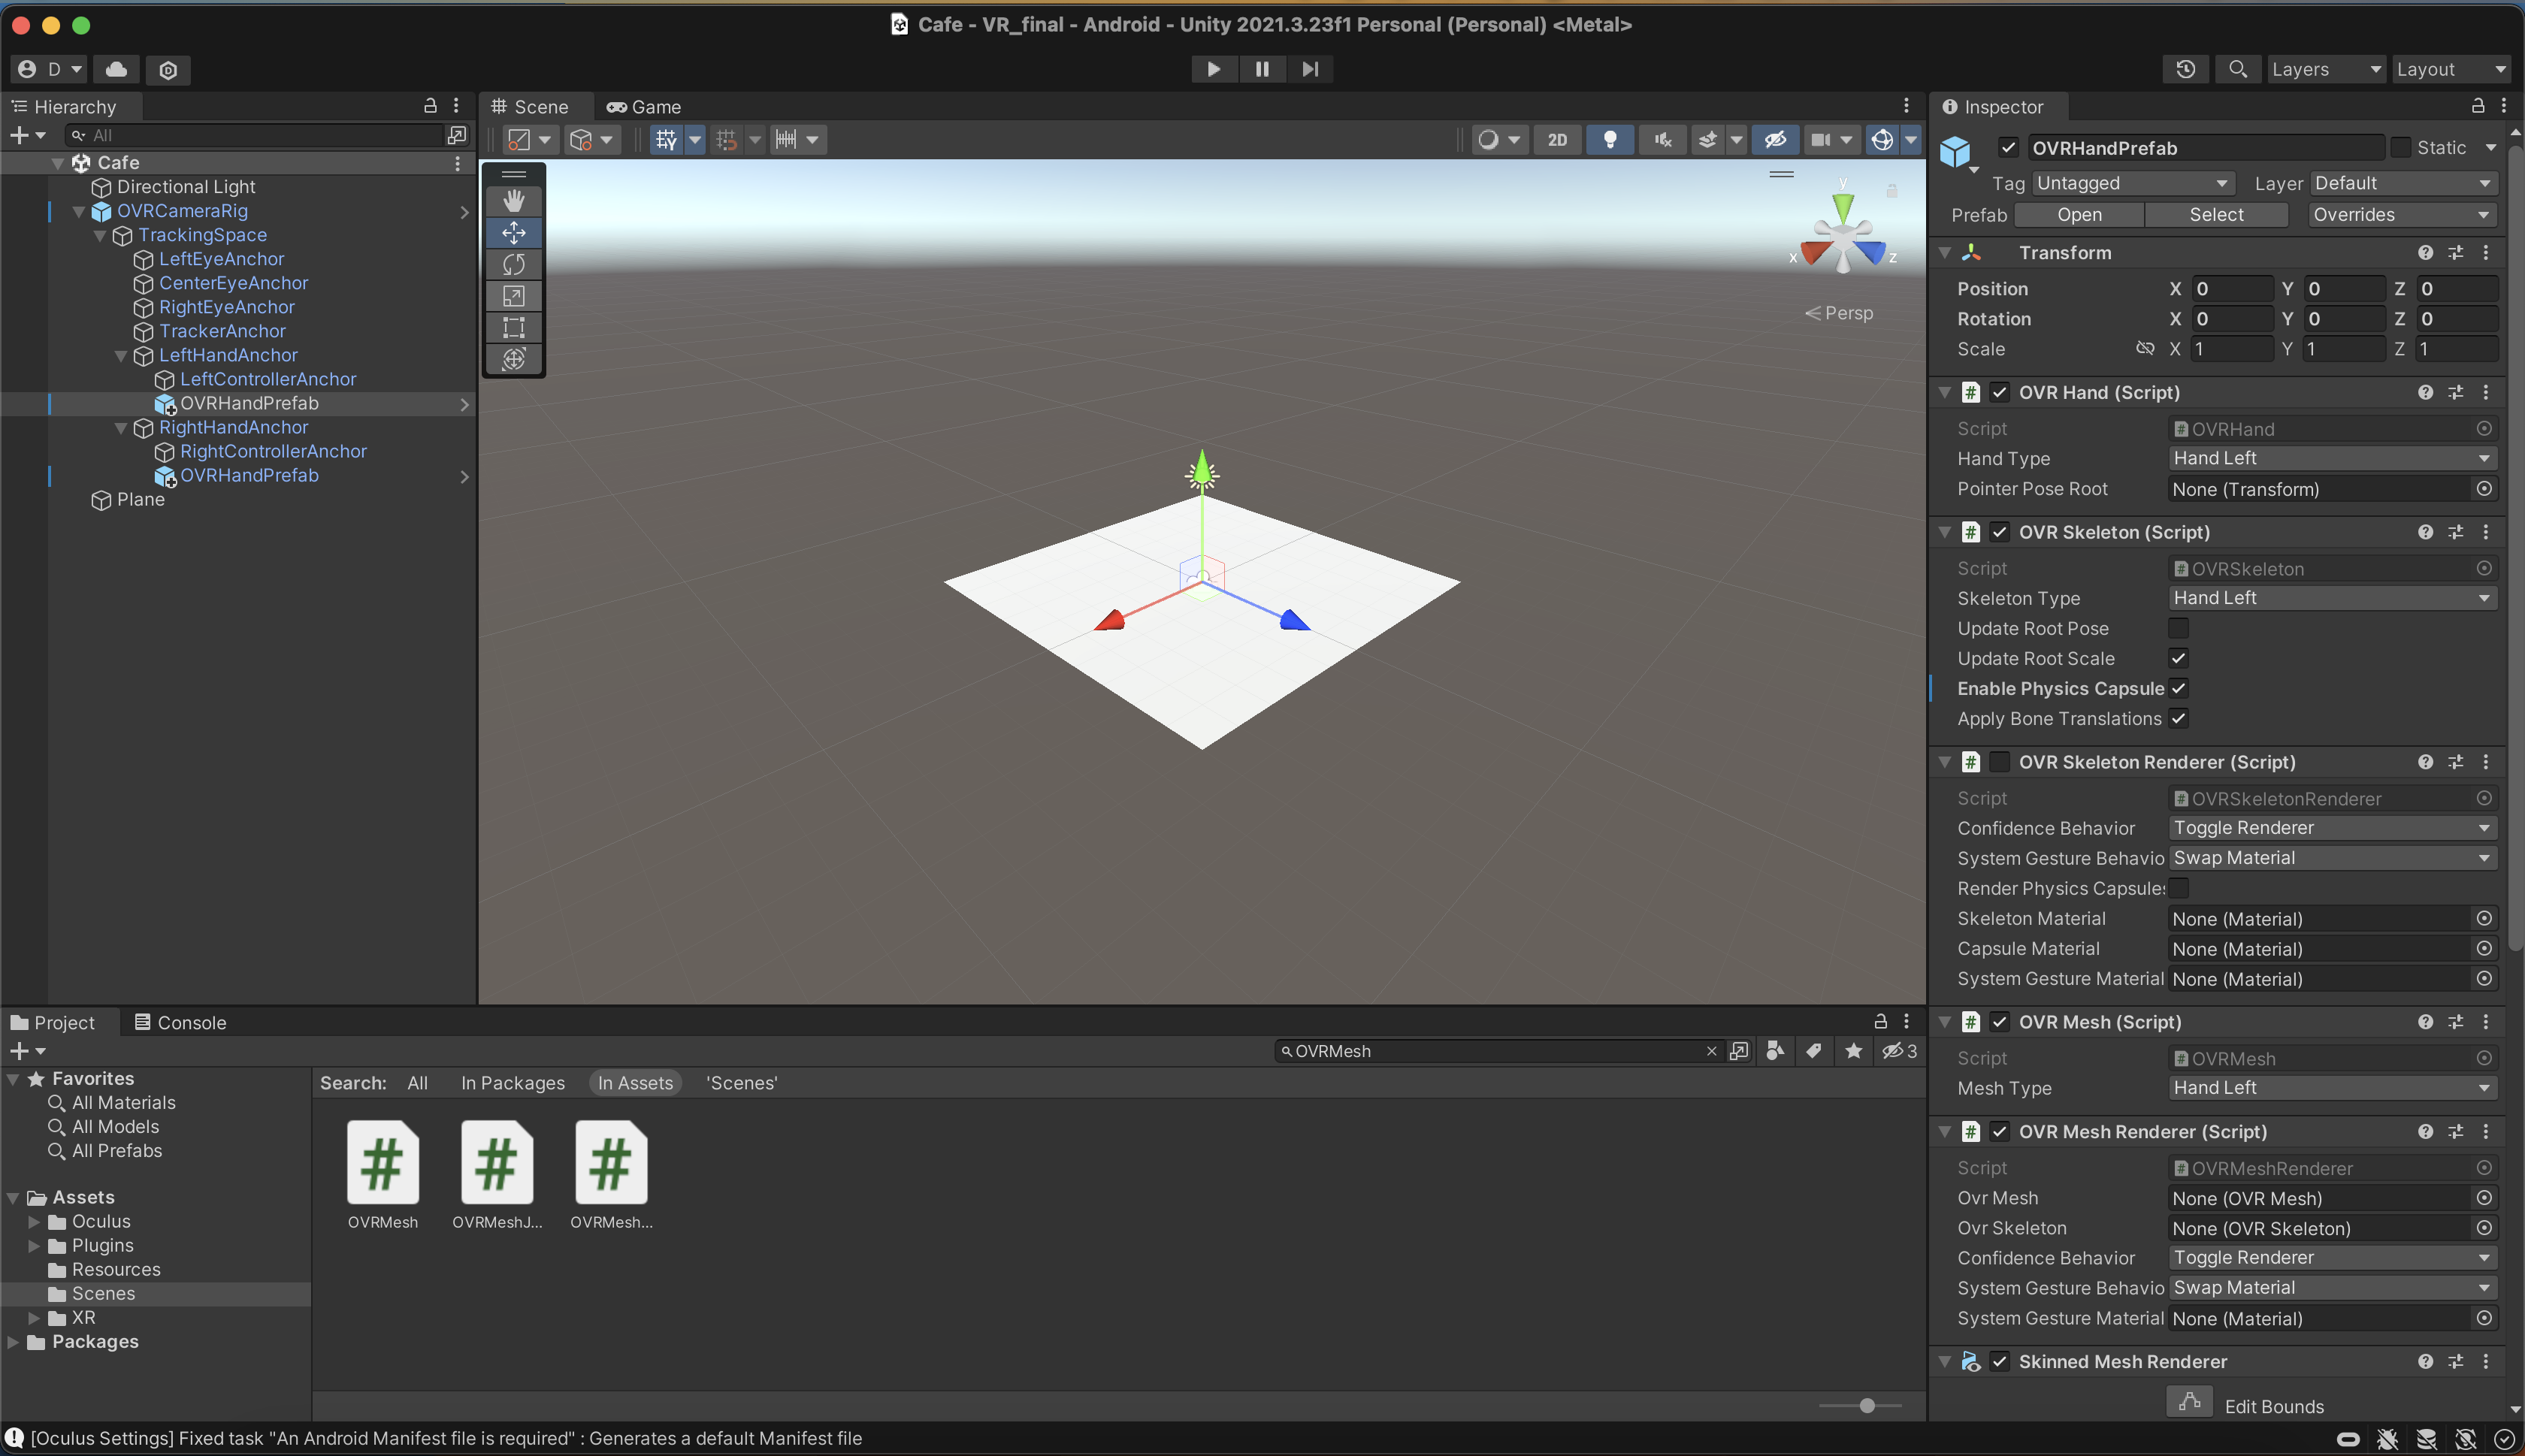 Cafe - VR_final - Android - Unity 2021.3.23f1 Personal (Personal) <Metal>
D
Layers
Layout
Hierarchy
All
Cafe
Directional Light
OVRCameraRig
TrackingSpace
LeftEyeAnchor
CenterEyeAnchor
RightEyeAnchor
TrackerAnchor
LeftHandAnchor
LeftControllerAnchor
OVRHandPrefab
RightHandAnchor
RightControllerAnchor
OVRHandPrefab
Plane
Scene
Game
2D
y
x
z
Persp
Inspector
OVRHandPrefab
Static
Tag Untagged
Layer Default
Prefab Open Select Overrides
Transform
Position X 0 Y 0 Z 0
Rotation X 0 Y 0 Z 0
Scale X 1 Y 1 Z 1
# OVR Hand (Script)
Script # OVRHand
Hand Type Hand Left
Pointer Pose Root None (Transform)
# OVR Skeleton (Script)
Script # OVRSkeleton
Skeleton Type Hand Left
Update Root Pose
Update Root Scale
Enable Physics Capsule
Apply Bone Translations
# OVR Skeleton Renderer (Script)
Script # OVRSkeletonRenderer
Confidence Behavior Toggle Renderer
System Gesture Behavio Swap Material
Render Physics Capsules
Skeleton Material None (Material)
Capsule Material None (Material)
System Gesture Material None (Material)
# OVR Mesh (Script)
Script # OVRMesh
Mesh Type Hand Left
# OVR Mesh Renderer (Script)
Script # OVRMeshRenderer
Ovr Mesh None (OVR Mesh)
Ovr Skeleton None (OVR Skeleton)
Confidence Behavior Toggle Renderer
System Gesture Behavio Swap Material
System Gesture Material None (Material)
Skinned Mesh Renderer
Edit Bounds
Project
Console
OVRMesh
3
Favorites
All Materials
All Models
All Prefabs
Assets
Oculus
Plugins
Resources
Scenes
XR
Packages
Search: All In Packages In Assets 'Scenes'
# # #
OVRMesh OVRMeshJ... OVRMesh...
[Oculus Settings] Fixed task "An Android Manifest file is required" : Generates a default Manifest file